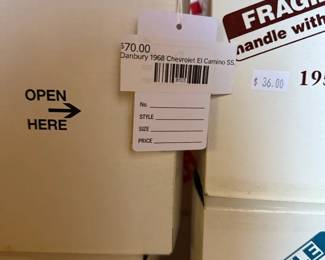 $70.00
Danbury 1968 Chevrolet El Camino SS.
No.
STYLE
SIZE
PRICE
OPEN
HERE
FRAGI
handle with
$ 36.00
195